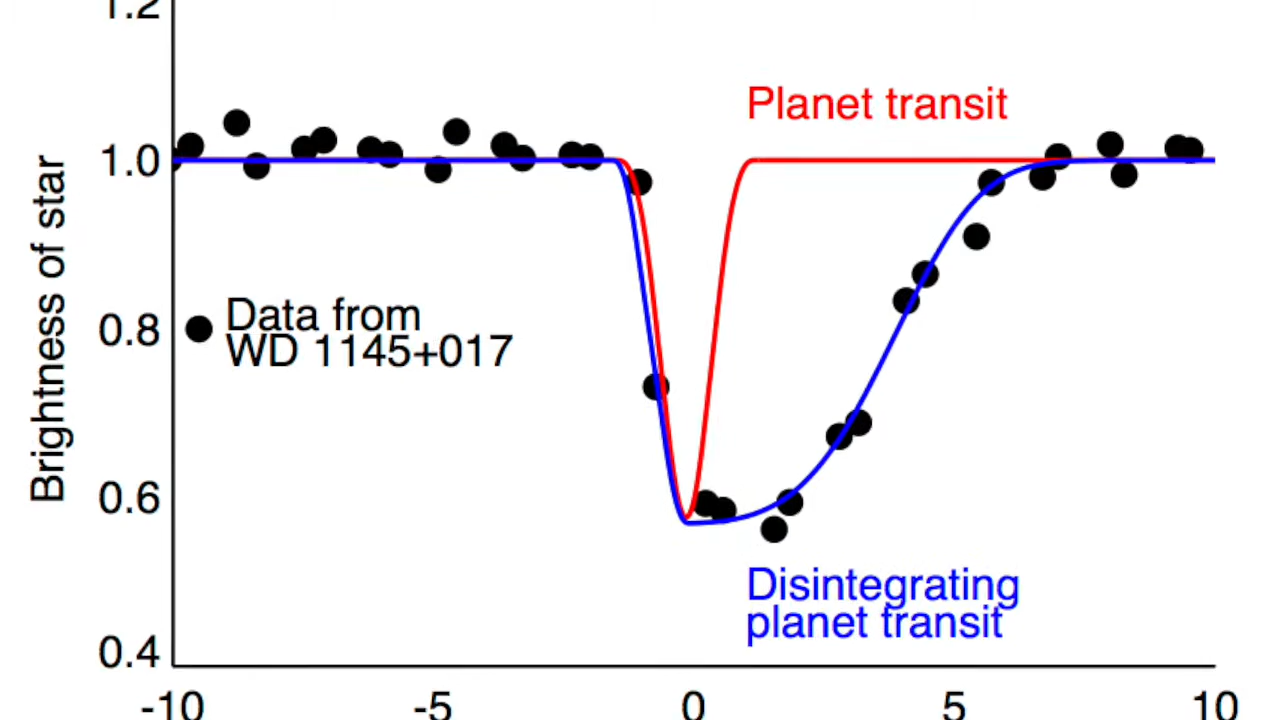 1.2
Planet transit
1.0
Brightness of star
Data from
WD 1145+017
0.8
0.6
Disintegrating
planet transit
0.4
-10 -5 0 5 10